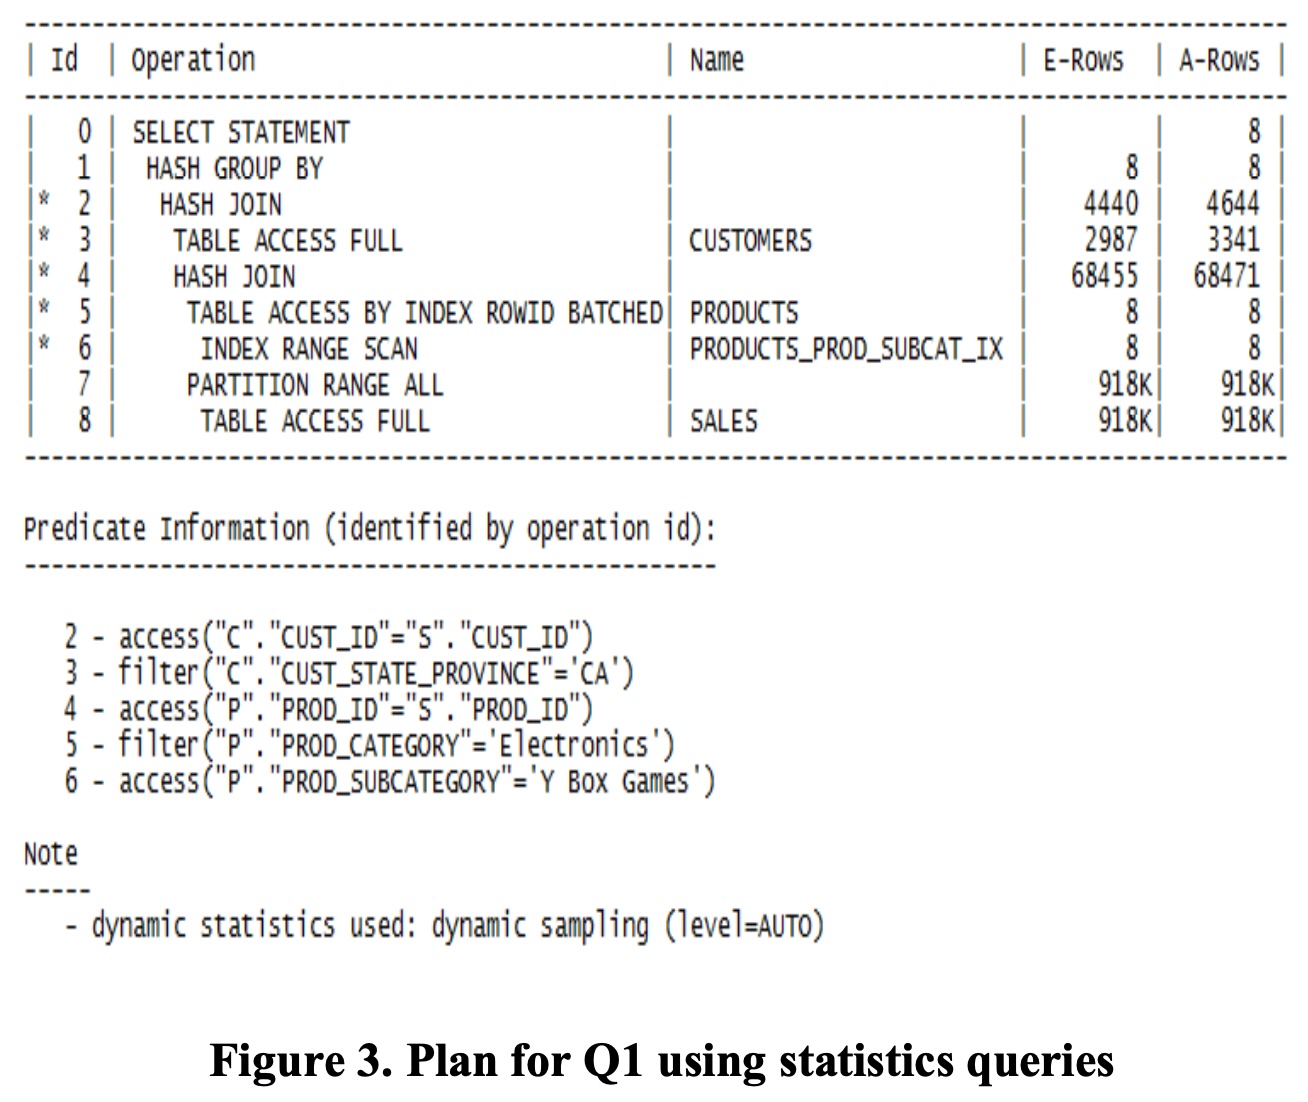 --------------------------------------------------------------------------------------------
| Id  | Operation                               | Name                    | E-Rows  | A-Rows |
--------------------------------------------------------------------------------------------
|   0 | SELECT STATEMENT                        |                         |         |      8 |
|   1 |  HASH GROUP BY                          |                         |       8 |      8 |
|*  2 |   HASH JOIN                             |                         |    4440 |   4644 |
|*  3 |    TABLE ACCESS FULL                    | CUSTOMERS               |    2987 |   3341 |
|*  4 |    HASH JOIN                            |                         |   68455 |  68471 |
|*  5 |     TABLE ACCESS BY INDEX ROWID BATCHED| PRODUCTS                |       8 |      8 |
|*  6 |      INDEX RANGE SCAN                   | PRODUCTS_PROD_SUBCAT_IX |       8 |      8 |
|   7 |     PARTITION RANGE ALL                 |                         |     918K|    918K|
|   8 |      TABLE ACCESS FULL                  | SALES                   |     918K|    918K|
--------------------------------------------------------------------------------------------
Predicate Information (identified by operation id):
---------------------------------------------------
   2 - access("C"."CUST_ID"="S"."CUST_ID")
   3 - filter("C"."CUST_STATE_PROVINCE"='CA')
   4 - access("P"."PROD_ID"="S"."PROD_ID")
   5 - filter("P"."PROD_CATEGORY"='Electronics')
   6 - access("P"."PROD_SUBCATEGORY"='Y Box Games')
Note
-----
   - dynamic statistics used: dynamic sampling (level=AUTO)
Figure 3. Plan for Q1 using statistics queries